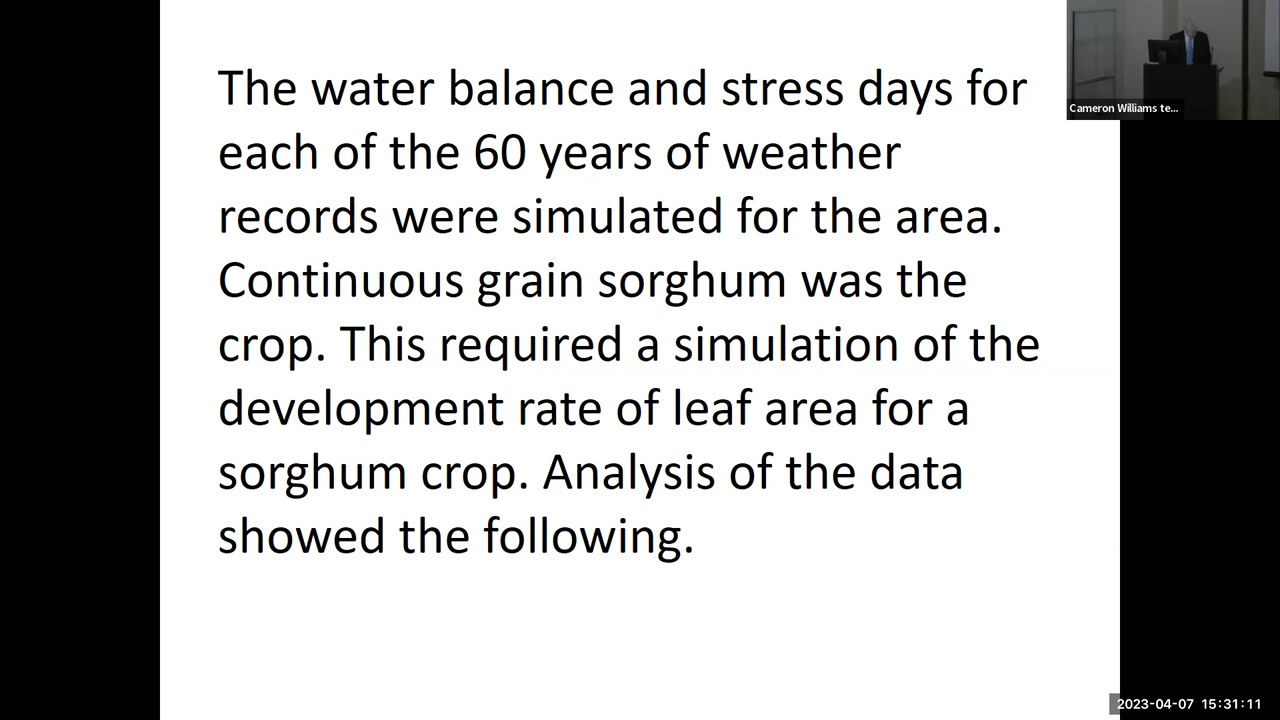 The water balance and stress days for
each of the 60 years of weather
records were simulated for the area.
Continuous grain sorghum was the
crop. This required a simulation of the
development rate of leaf area for a
sorghum crop. Analysis of the data
showed the following.
Cameron Williams te...
2023-04-07 15:31:11